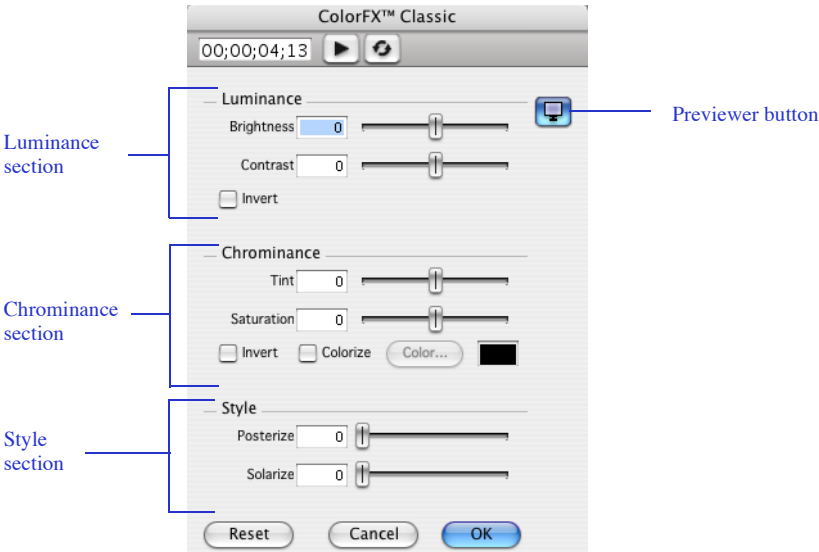 ColorFX™ Classic
00;00;04;13
Luminance
Previewer button
Brightness 0
Luminance
section
Contrast 0
Invert
Chrominance
Tint 0
Chrominance
section
Saturation 0
Invert Colorize Color...
Style
Posterize 0
Style
section
Solarize 0
Reset Cancel OK